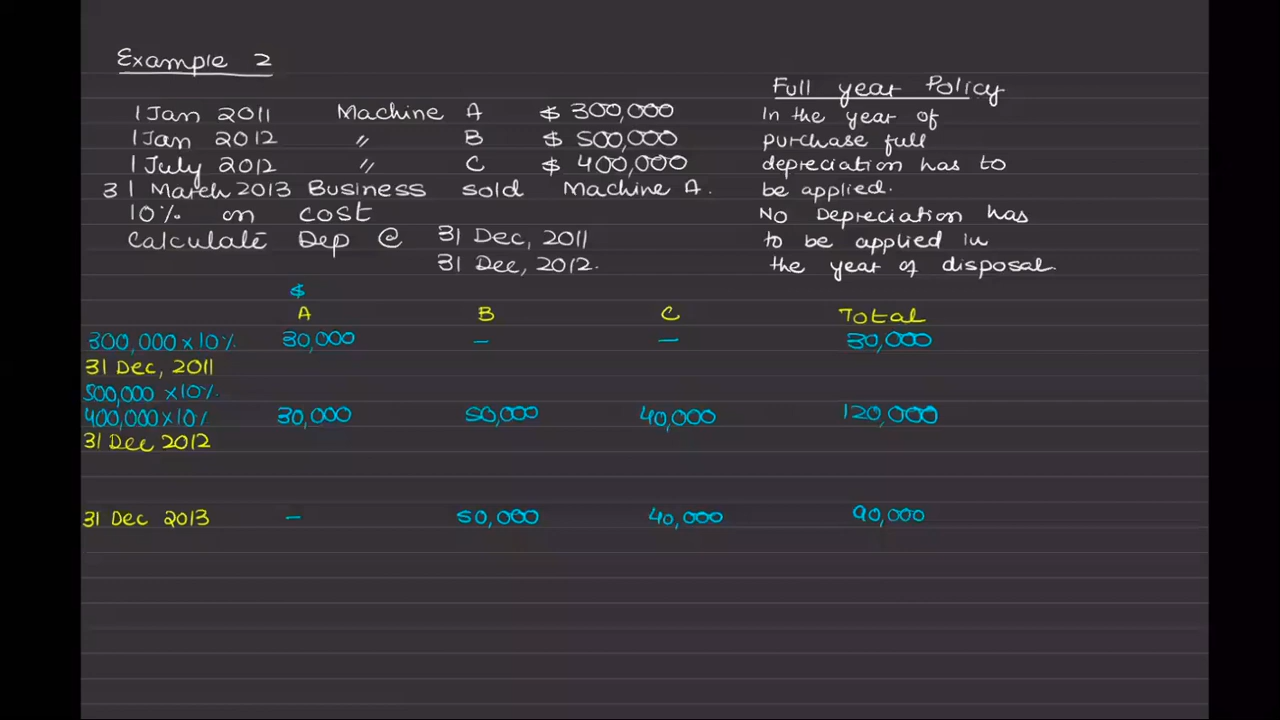 Example 2
1 Jan 2011 Machine A $ 300,000
1 Jan 2012 〃 B $ 500,000
1 July 2012 〃 C $ 400,000
31 March 2013 Business sold Machine A.
10% on cost
Calculate Dep @ 31 Dec, 2011
31 Dec, 2012.
Full year Policy
In the year of
purchase full
depreciation has to
be applied.
No Depreciation has
to be applied in
the year of disposal.
$
A B C Total
300,000 x 10% 30,000 — — 30,000
31 Dec, 2011
500,000 x 10%
400,000 x 10% 30,000 50,000 40,000 120,000
31 Dec 2012
31 Dec 2013 — 50,000 40,000 90,000